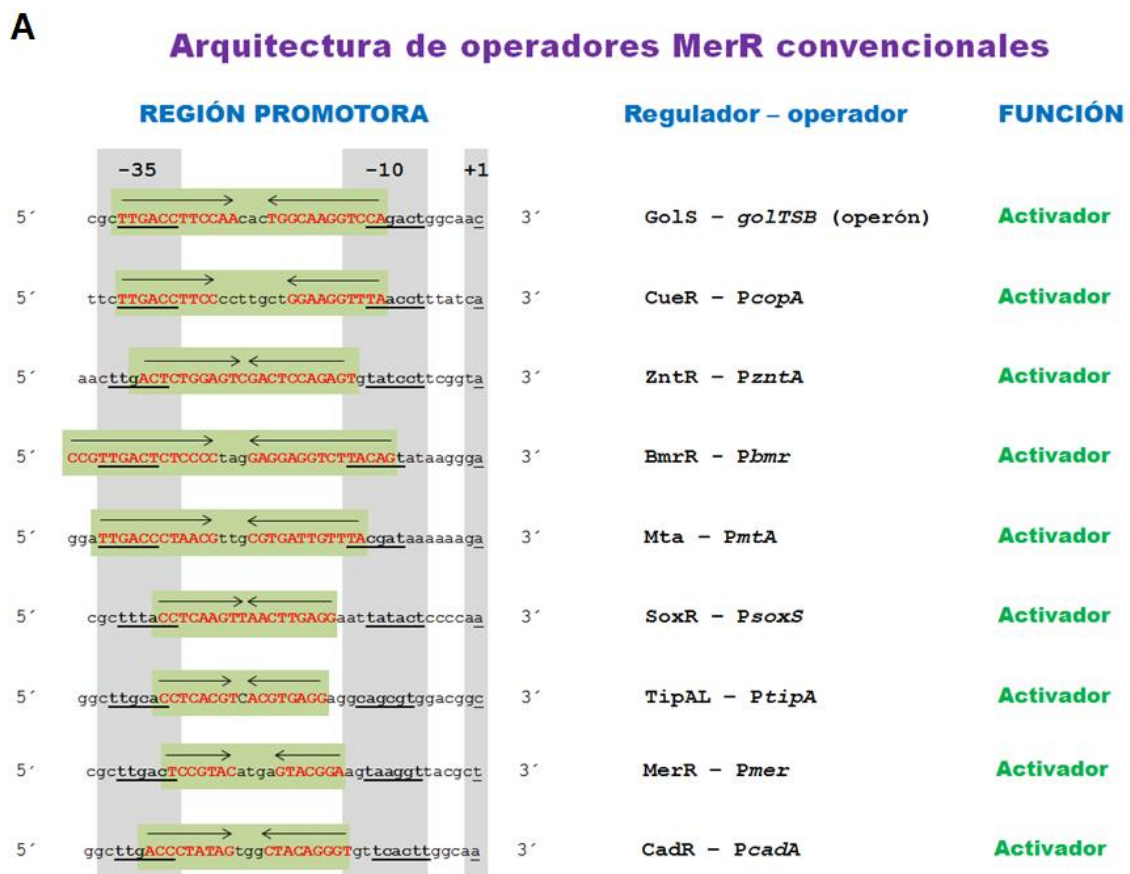 A
Arquitectura de operadores MerR convencionales
REGIÓN PROMOTORA Regulador – operador FUNCIÓN
-35 -10 +1
5´ cgcTTGACCTTCCAAcacTGGCAAGGTCCAgactggcaac 3´ GolS – golTSB (operón) Activador
5´ ttcTTGACCTTCCccttgctGGAAGGTTTAacctttatca 3´ CueR – PcopA Activador
5´ aacttgACTCTGGAGTCGACTCCAGAGTgtatccttcggta 3´ ZntR – PzntA Activador
5´ CCGTTGACTCTCCCCtagGAGGAGGTCTTACAGtataaggga 3´ BmrR – Pbmr Activador
5´ ggaTTGACCCTAACGttgCGTGATTGTTTAcgataaaaaaga 3´ Mta – PmtA Activador
5´ cgctttaCCTCAAGTTAACTTGAGGaattatactccccaa 3´ SoxR – PsoxS Activador
5´ ggcttgcaCCTCACGTCACGTGAGGaggcagcgtggacggc 3´ TipAL – PtipA Activador
5´ cgcttgacTCCGTACatgaGTACGGAagtaaggttacgct 3´ MerR – Pmer Activador
5´ ggcttgACCCTATAGtggCTACAGGGTgttcacttggcaa 3´ CadR – PcadA Activador